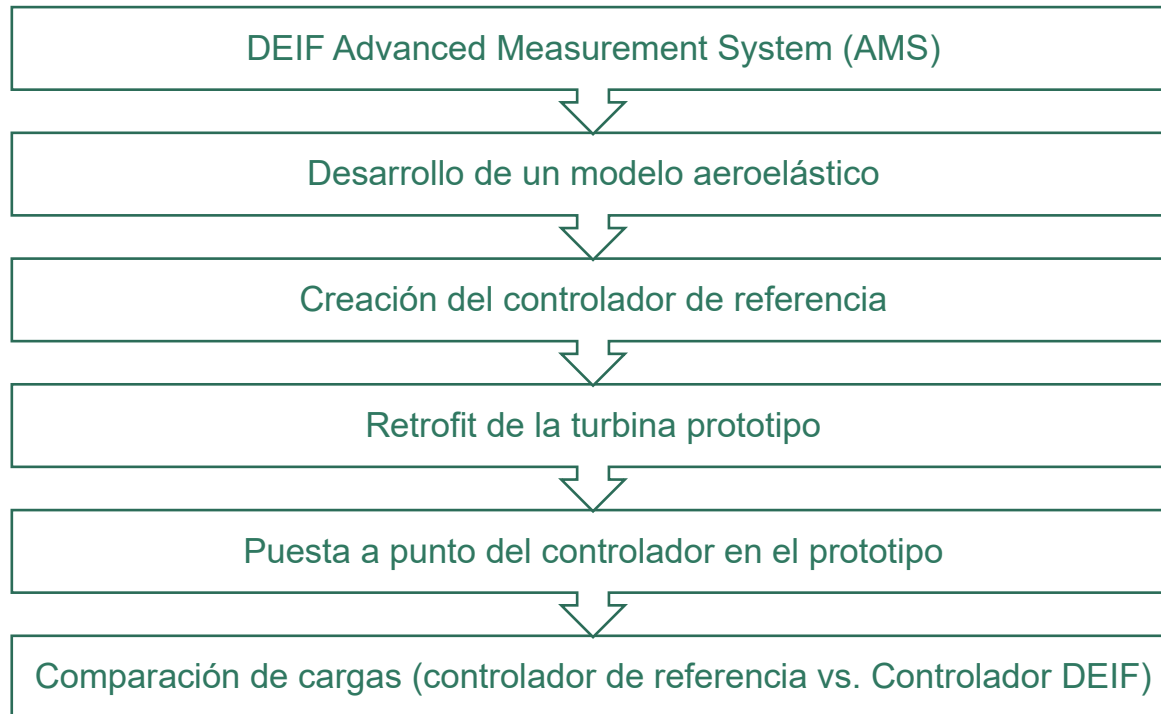 DEIF Advanced Measurement System (AMS)
Desarrollo de un modelo aeroelástico
Creación del controlador de referencia
Retrofit de la turbina prototipo
Puesta a punto del controlador en el prototipo
Comparación de cargas (controlador de referencia vs. Controlador DEIF)